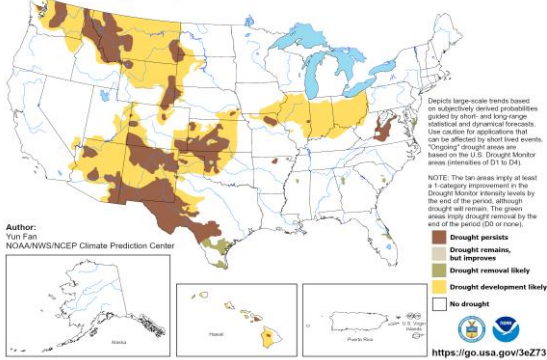 Depicts large-scale trends based
on subjectively derived probabilities
guided by short- and long-range
statistical and dynamical forecasts.
Use caution for applications that
can be affected by short lived events.
"Ongoing" drought areas are
based on the U.S. Drought Monitor
areas (intensities of D1 to D4).
NOTE: The tan areas imply at least
a 1-category improvement in the
Drought Monitor intensity levels by
the end of the period, although
drought will remain. The green
areas imply drought removal by the
end of the period (D0 or none).
Author:
Yun Fan
NOAA/NWS/NCEP Climate Prediction Center
Drought persists
Drought remains,
but improves
Drought removal likely
Drought development likely
No drought
Alaska
Hawaii
Puerto Rico
U.S. Virgin
Islands
https://go.usa.gov/3eZ73